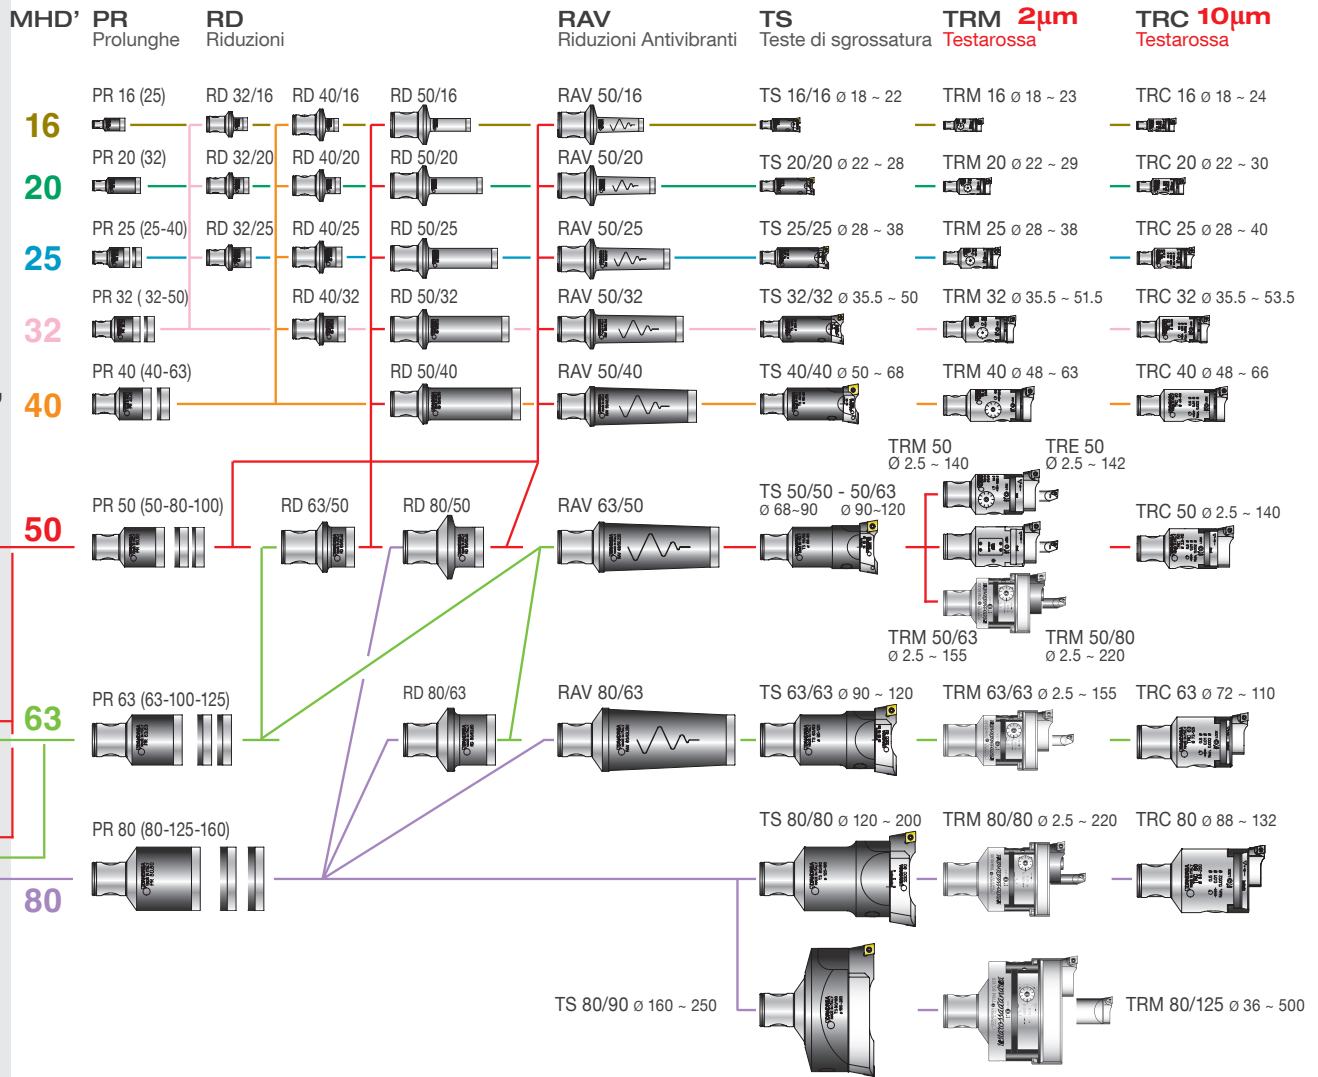 MHD’ PR RD RAV TS TRM 2µm TRC 10µm
Prolunghe Riduzioni Riduzioni Antivibranti Teste di sgrossatura Testarossa Testarossa
PR 16 (25) RD 32/16 RD 40/16 RD 50/16 RAV 50/16 TS 16/16 Ø 18 ~ 22 TRM 16 Ø 18 ~ 23 TRC 16 Ø 18 ~ 24
16
PR 20 (32) RD 32/20 RD 40/20 RD 50/20 RAV 50/20 TS 20/20 Ø 22 ~ 28 TRM 20 Ø 22 ~ 29 TRC 20 Ø 22 ~ 30
20
PR 25 (25-40) RD 32/25 RD 40/25 RD 50/25 RAV 50/25 TS 25/25 Ø 28 ~ 38 TRM 25 Ø 28 ~ 38 TRC 25 Ø 28 ~ 40
25
PR 32 ( 32-50) RD 40/32 RD 50/32 RAV 50/32 TS 32/32 Ø 35.5 ~ 50 TRM 32 Ø 35.5 ~ 51.5 TRC 32 Ø 35.5 ~ 53.5
32
PR 40 (40-63) RD 50/40 RAV 50/40 TS 40/40 Ø 50 ~ 68 TRM 40 Ø 48 ~ 63 TRC 40 Ø 48 ~ 66
40
TRM 50 TRE 50
Ø 2.5 ~ 140 Ø 2.5 ~ 142
PR 50 (50-80-100) RD 63/50 RD 80/50 RAV 63/50 TS 50/50 - 50/63 TRC 50 Ø 2.5 ~ 140
Ø 68~90 Ø 90~120
50
TRM 50/63 TRM 50/80
Ø 2.5 ~ 155 Ø 2.5 ~ 220
PR 63 (63-100-125) RD 80/63 RAV 80/63 TS 63/63 Ø 90 ~ 120 TRM 63/63 Ø 2.5 ~ 155 TRC 63 Ø 72 ~ 110
63
PR 80 (80-125-160) TS 80/80 Ø 120 ~ 200 TRM 80/80 Ø 2.5 ~ 220 TRC 80 Ø 88 ~ 132
80
TS 80/90 Ø 160 ~ 250 TRM 80/125 Ø 36 ~ 500